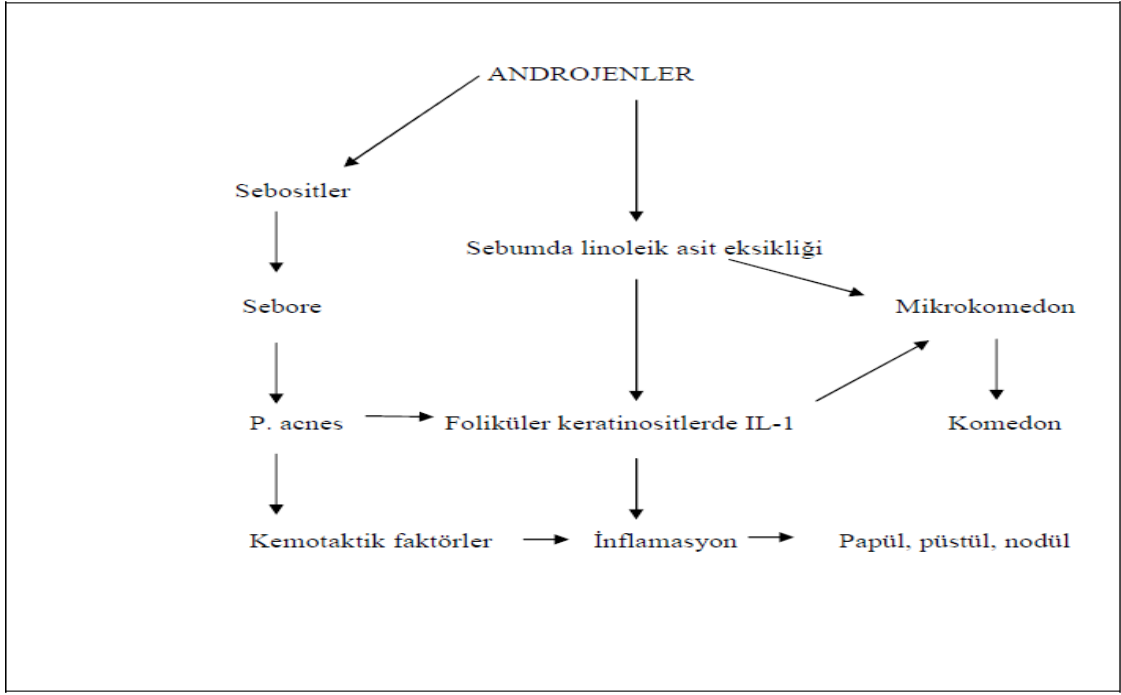 ANDROJENLER
Sebositler
Sebumda linoleik asit eksikliği
Sebore
Mikrokomedon
P. acnes
Foliküler keratinositlerde IL-1
Komedon
Kemotaktik faktörler
İnflamasyon
Papül, püstül, nodül